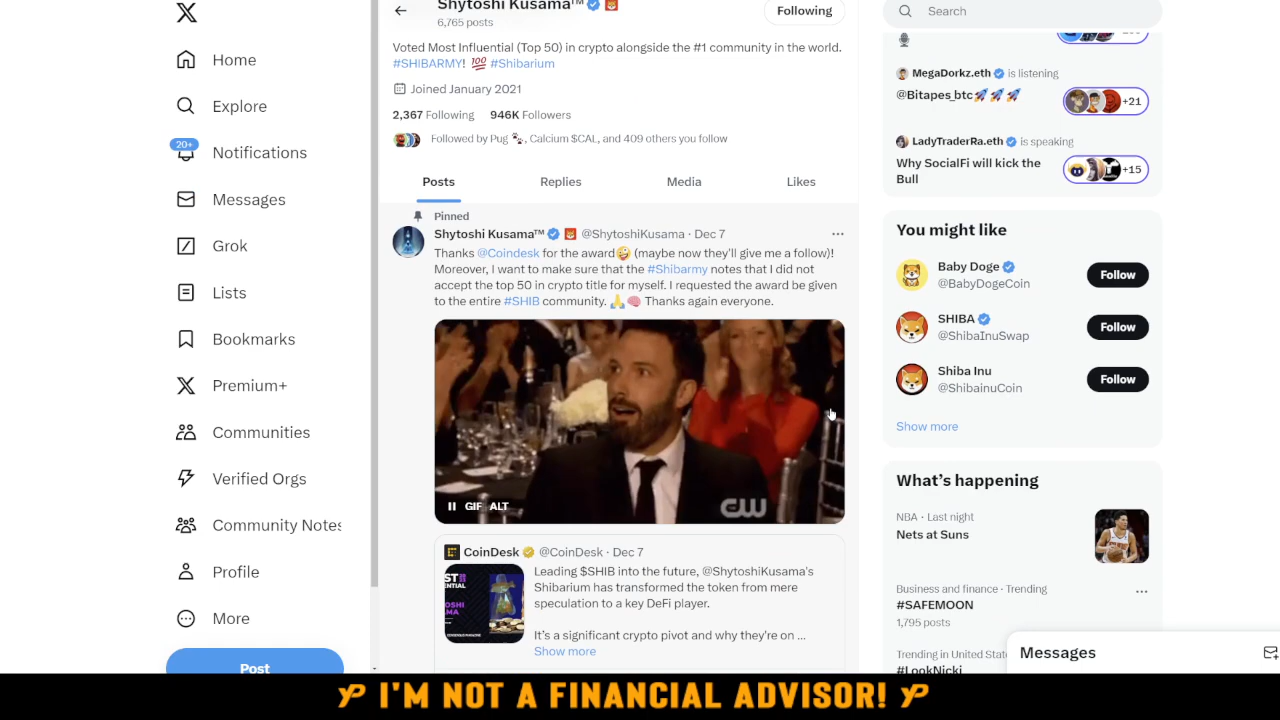 Home
Explore
20+
Notifications
Messages
Grok
Lists
Bookmarks
Premium+
Communities
Verified Orgs
Community Notes
Profile
More
Post
Shytoshi Kusama™
6,765 posts
Following
Voted Most Influential (Top 50) in crypto alongside the #1 community in the world.
#SHIBARMY! 💯 #Shibarium
Joined January 2021
2,367 Following 946K Followers
Followed by Pug 🐾, Calcium $CAL, and 409 others you follow
Posts Replies Media Likes
Pinned
Shytoshi Kusama™ @ShytoshiKusama · Dec 7
Thanks @Coindesk for the award🤪 (maybe now they'll give me a follow)!
Moreover, I want to make sure that the #Shibarmy notes that I did not
accept the top 50 in crypto title for myself. I requested the award be given
to the entire #SHIB community. 🙏🧠 Thanks again everyone.
GIF ALT
CW
CoinDesk @CoinDesk · Dec 7
Leading $SHIB into the future, @ShytoshiKusama's
Shibarium has transformed the token from mere
speculation to a key DeFi player.
It's a significant crypto pivot and why they're on ...
Show more
Search
MegaDorkz.eth is listening
@Bitapes_btc🚀🚀🚀
+21
LadyTraderRa.eth is speaking
Why SocialFi will kick the
Bull
+15
You might like
Baby Doge
@BabyDogeCoin
Follow
SHIBA
@ShibaInuSwap
Follow
Shiba Inu
@ShibainuCoin
Follow
Show more
What's happening
NBA · Last night
Nets at Suns
Business and finance · Trending
#SAFEMOON
1,795 posts
Trending in United Stat
#LookNicki
Messages
I'M NOT A FINANCIAL ADVISOR!